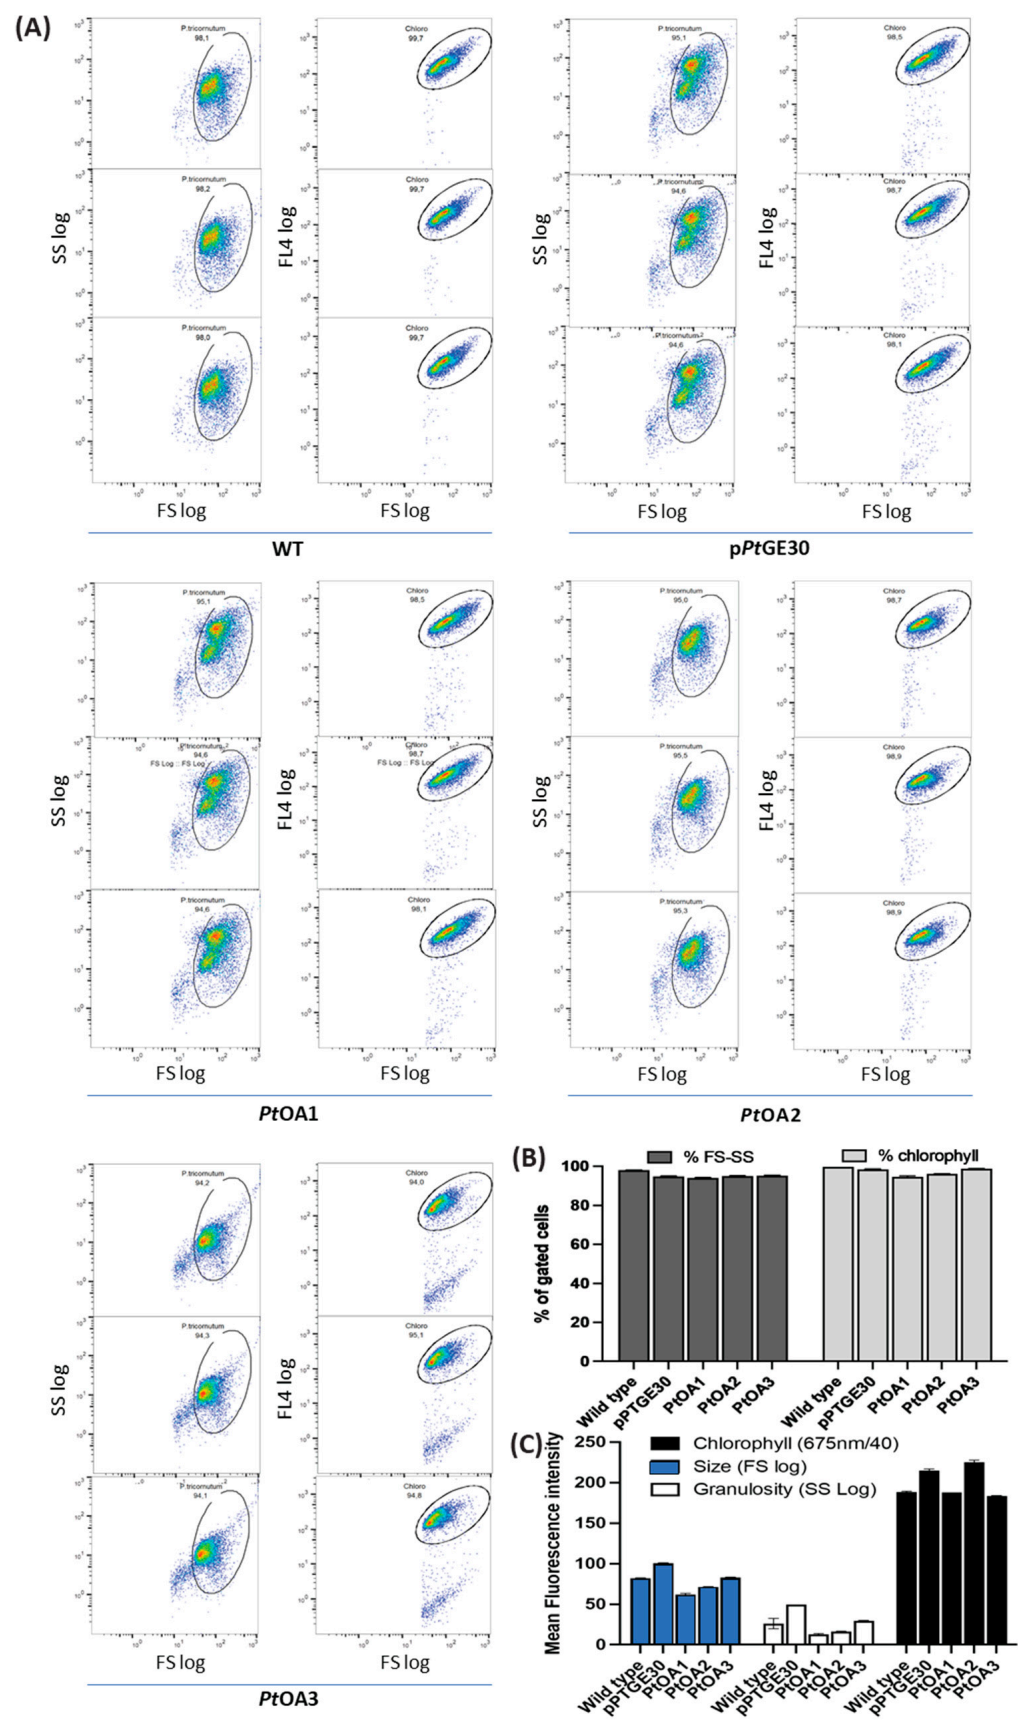 (A)
P.tricornutum
98,1
Chloro
99,7
P.tricornutum
95,1
Chloro
98,5
P.tricornutum
98,2
Chloro
99,7
P.tricornutum
94,6
Chloro
98,7
P.tricornutum
98,0
Chloro
99,7
P.tricornutum
94,6
Chloro
98,1
SS log
FL4 log
SS log
FL4 log
FS log
FS log
FS log
FS log
WT
pPtGE30
P.tricornutum
95,1
Chloro
98,5
P.tricornutum
95,0
Chloro
98,7
P.tricornutum
94,6
FS Log :: FS Log
Chloro
98,7
FS Log :: FS Log
P.tricornutum
95,5
Chloro
98,9
P.tricornutum
94,6
Chloro
98,1
P.tricornutum
95,3
Chloro
98,9
SS log
FL4 log
SS log
FL4 log
FS log
FS log
FS log
FS log
PtOA1
PtOA2
P.tricornutum
94,2
Chloro
94,0
P.tricornutum
94,3
Chloro
95,1
P.tricornutum
94,1
Chloro
94,8
SS log
FL4 log
FS log
FS log
PtOA3
(B)
% FS-SS
% chlorophyll
% of gated cells
100
80
60
40
20
0
Wild type
pPTGE30
PtOA1
PtOA2
PtOA3
Wild type
pPTGE30
PtOA1
PtOA2
PtOA3
(C)
Chlorophyll (675nm/40)
Size (FS log)
Granulosity (SS Log)
Mean Fluorescence intensity
250
200
150
100
50
0
Wild type
pPTGE30
PtOA1
PtOA2
PtOA3
Wild type
pPTGE30
PtOA1
PtOA2
PtOA3
Wild type
pPTGE30
PtOA1
PtOA2
PtOA3